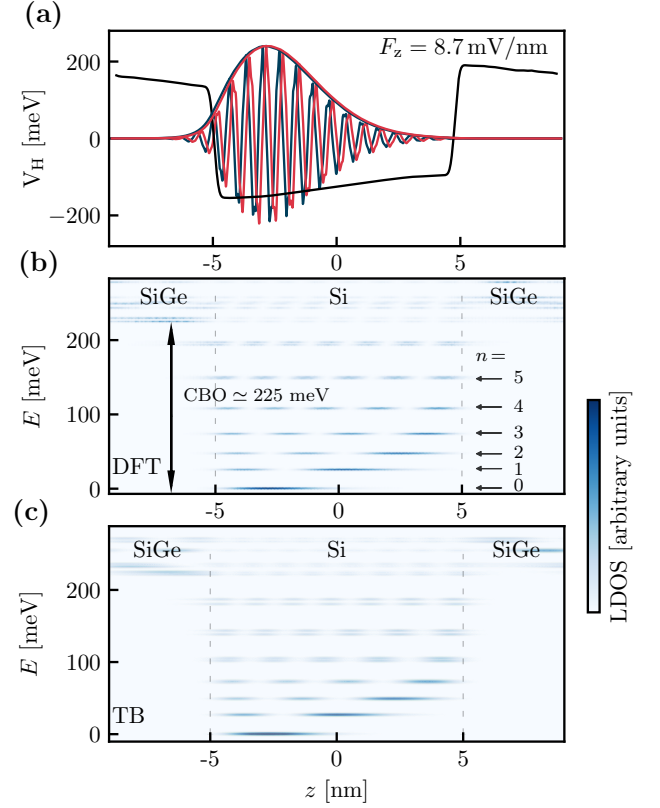 (a)
F_z = 8.7 mV/nm
V_H [meV]
200
0
−200
-5 0 5
(b)
SiGe Si SiGe
E [meV]
200
100
0
CBO ≃ 225 meV
DFT
n =
5
4
3
2
1
0
-5 0 5
(c)
SiGe Si SiGe
E [meV]
200
100
0
TB
-5 0 5
z [nm]
LDOS [arbitrary units]